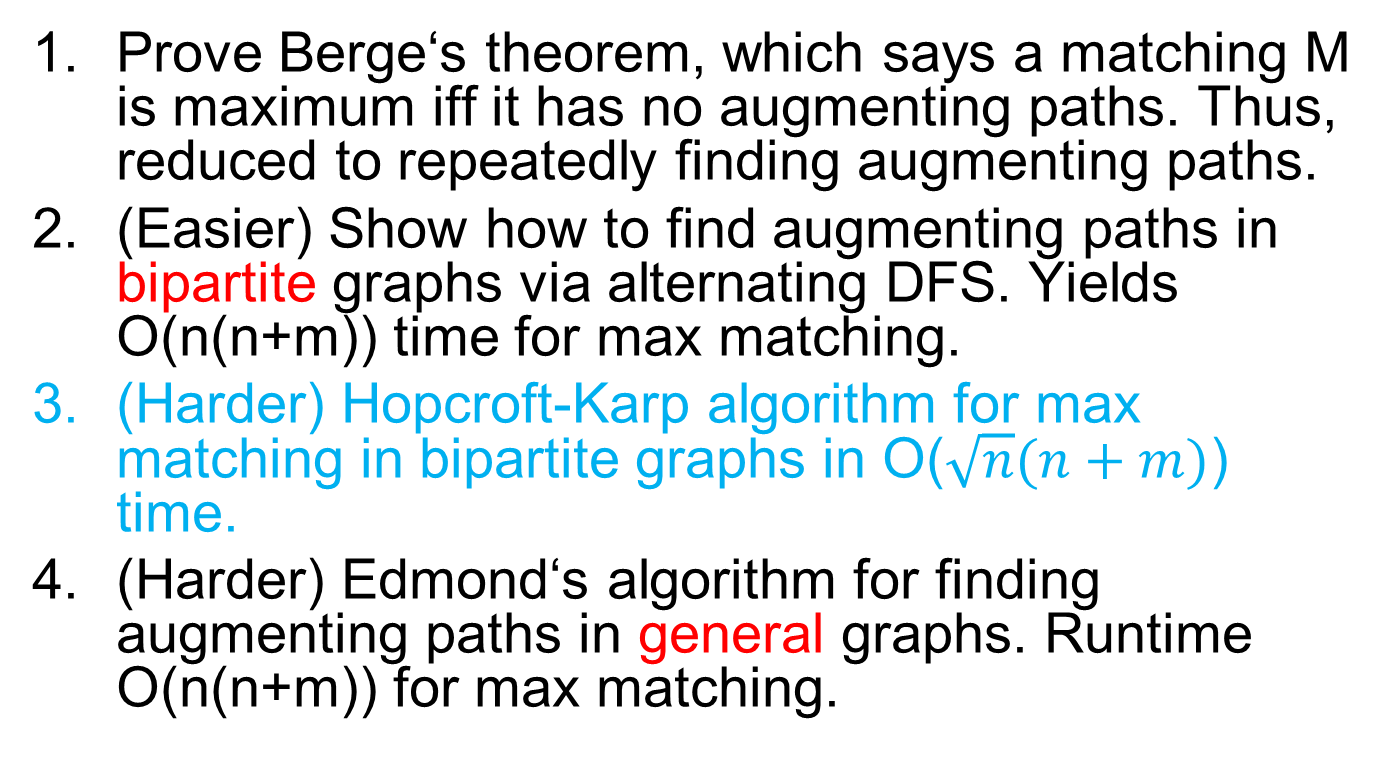 1. Prove Berge‘s theorem, which says a matching M
is maximum iff it has no augmenting paths. Thus,
reduced to repeatedly finding augmenting paths.
2. (Easier) Show how to find augmenting paths in
bipartite graphs via alternating DFS. Yields
O(n(n+m)) time for max matching.
3. (Harder) Hopcroft-Karp algorithm for max
matching in bipartite graphs in O(√n(n + m))
time.
4. (Harder) Edmond‘s algorithm for finding
augmenting paths in general graphs. Runtime
O(n(n+m)) for max matching.